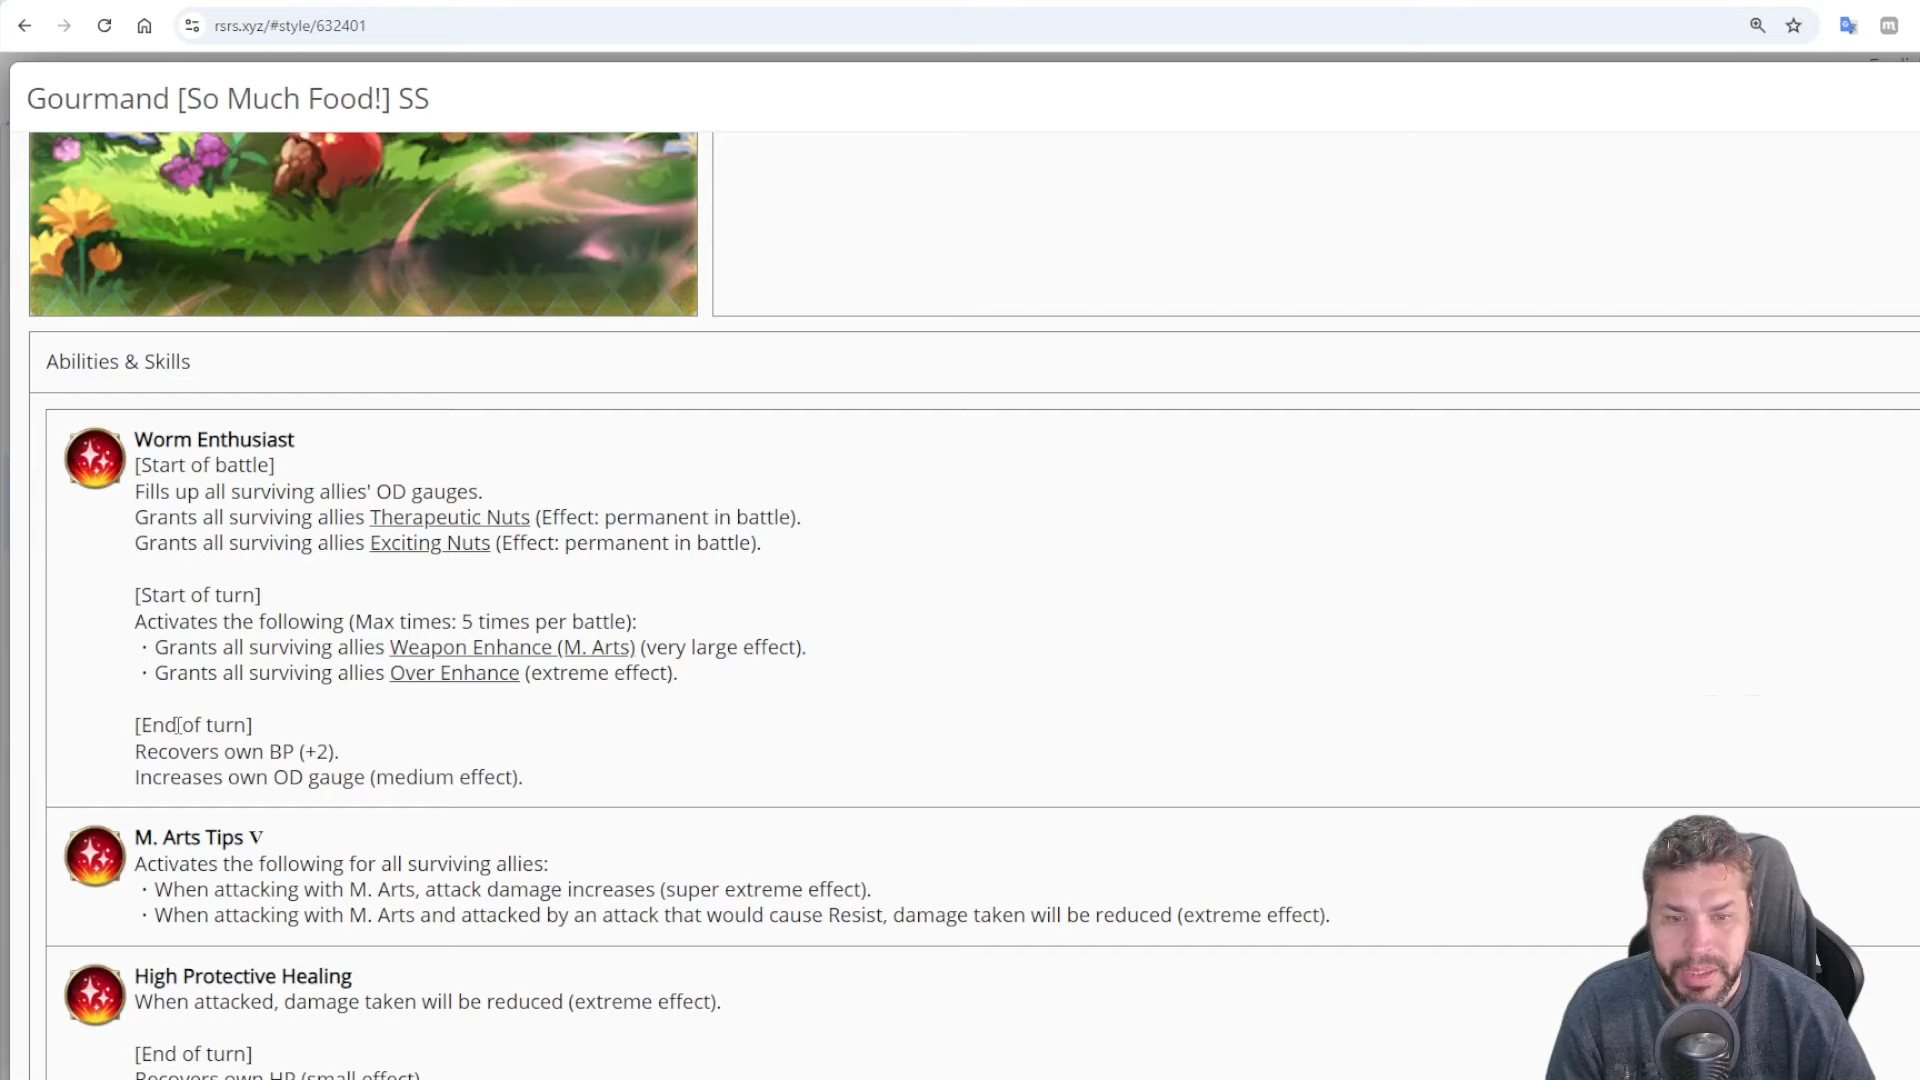 rsrs.xyz/#style/632401
m
Gourmand [So Much Food!] SS
Abilities & Skills
Worm Enthusiast
[Start of battle]
Fills up all surviving allies' OD gauges.
Grants all surviving allies Therapeutic Nuts (Effect: permanent in battle).
Grants all surviving allies Exciting Nuts (Effect: permanent in battle).
[Start of turn]
Activates the following (Max times: 5 times per battle):
・Grants all surviving allies Weapon Enhance (M. Arts) (very large effect).
・Grants all surviving allies Over Enhance (extreme effect).
[End of turn]
Recovers own BP (+2).
Increases own OD gauge (medium effect).
M. Arts Tips V
Activates the following for all surviving allies:
・When attacking with M. Arts, attack damage increases (super extreme effect).
・When attacking with M. Arts and attacked by an attack that would cause Resist, damage taken will be reduced (extreme effect).
High Protective Healing
When attacked, damage taken will be reduced (extreme effect).
[End of turn]
Recovers own HP (small effect)